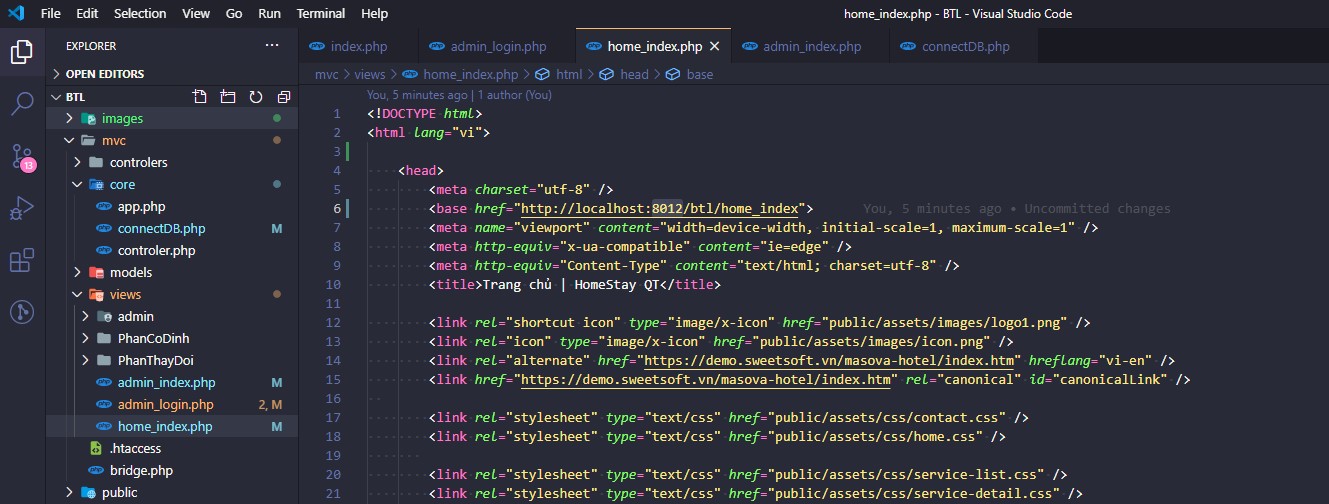 File Edit Selection View Go Run Terminal Help home_index.php - BTL - Visual Studio Code
EXPLORER ···
OPEN EDITORS
BTL
images
mvc
controlers
core
app.php
connectDB.php M
controler.php
models
views
admin
PhanCoDinh
PhanThayDoi
admin_index.php M
admin_login.php 2, M
home_index.php M
.htaccess
bridge.php
public
13
index.php admin_login.php home_index.php admin_index.php connectDB.php
mvc > views > home_index.php > html > head > base
You, 5 minutes ago | 1 author (You)
1 <!DOCTYPE html>
2 <html lang="vi">
3
4 <head>
5 <meta charset="utf-8" />
6 <base href="http://localhost:8012/btl/home_index"> You, 5 minutes ago • Uncommitted changes
7 <meta name="viewport" content="width=device-width, initial-scale=1, maximum-scale=1" />
8 <meta http-equiv="x-ua-compatible" content="ie=edge" />
9 <meta http-equiv="Content-Type" content="text/html; charset=utf-8" />
10 <title>Trang chủ | HomeStay QT</title>
11
12 <link rel="shortcut icon" type="image/x-icon" href="public/assets/images/logo1.png" />
13 <link rel="icon" type="image/x-icon" href="public/assets/images/icon.png" />
14 <link rel="alternate" href="https://demo.sweetsoft.vn/masova-hotel/index.htm" hreflang="vi-en" />
15 <link href="https://demo.sweetsoft.vn/masova-hotel/index.htm" rel="canonical" id="canonicalLink" />
16
17 <link rel="stylesheet" type="text/css" href="public/assets/css/contact.css" />
18 <link rel="stylesheet" type="text/css" href="public/assets/css/home.css" />
19
20 <link rel="stylesheet" type="text/css" href="public/assets/css/service-list.css" />
21 <link rel="stylesheet" type="text/css" href="public/assets/css/service-detail.css" />